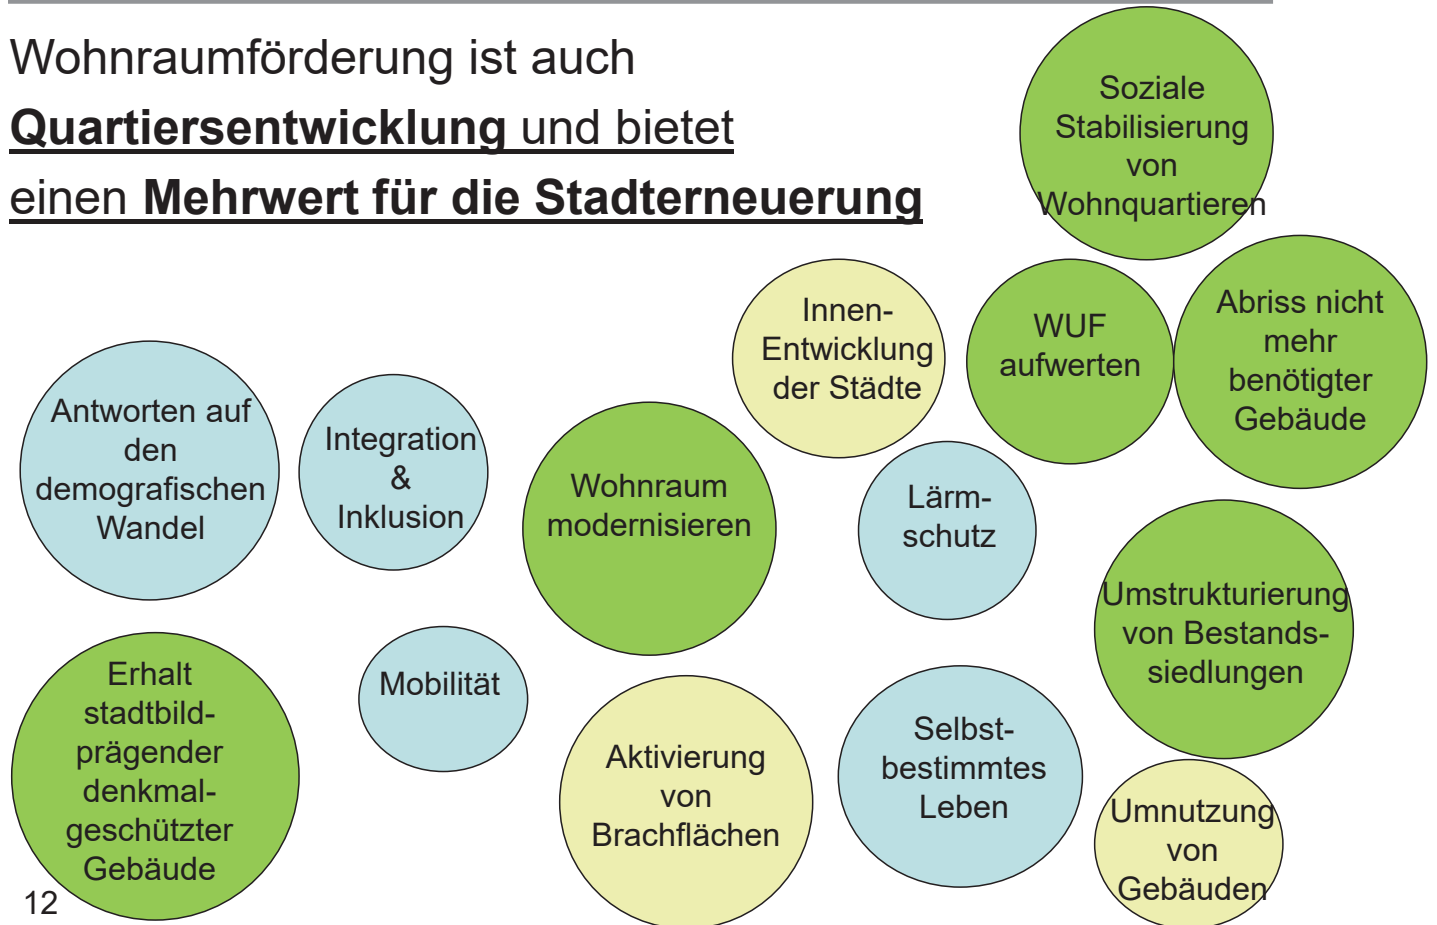 Wohnraumförderung ist auch
Quartiersentwicklung und bietet
einen Mehrwert für die Stadterneuerung
Soziale
Stabilisierung
von
Wohnquartieren
Innen-
Entwicklung
der Städte
WUF
aufwerten
Abriss nicht
mehr
benötigter
Gebäude
Antworten auf
den
demografischen
Wandel
Integration
&
Inklusion
Wohnraum
modernisieren
Lärm-
schutz
Umstrukturierung
von Bestands-
siedlungen
Erhalt
stadtbild-
prägender
denkmal-
geschützter
Gebäude
Mobilität
Aktivierung
von
Brachflächen
Selbst-
bestimmtes
Leben
Umnutzung
von
Gebäuden
12